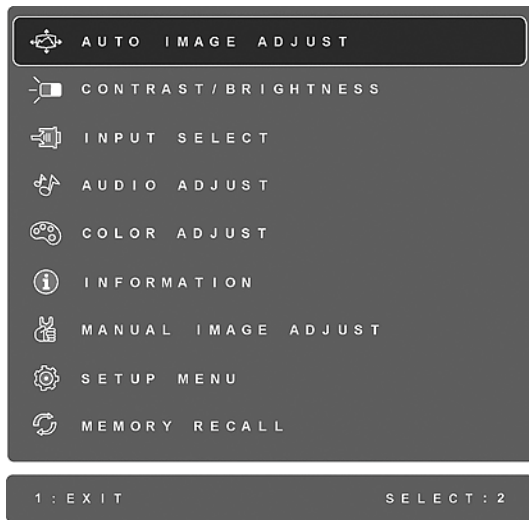 AUTO IMAGE ADJUST
CONTRAST/BRIGHTNESS
INPUT SELECT
AUDIO ADJUST
COLOR ADJUST
INFORMATION
MANUAL IMAGE ADJUST
SETUP MENU
MEMORY RECALL
1:EXIT SELECT:2